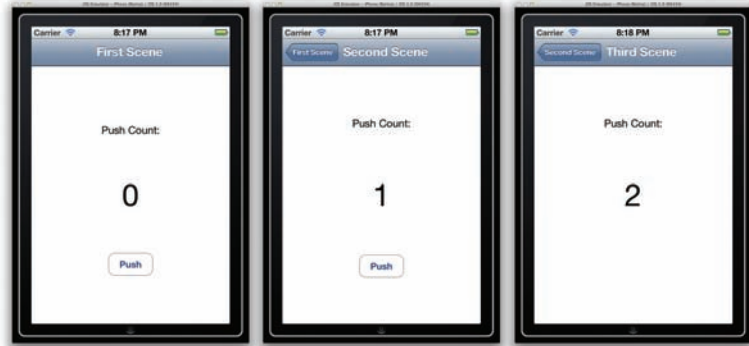 Carrier 8:17 PM
First Scene
Push Count:
0
Push
Carrier 8:17 PM
First Scene Second Scene
Push Count:
1
Push
Carrier 8:18 PM
Second Scene Third Scene
Push Count:
2